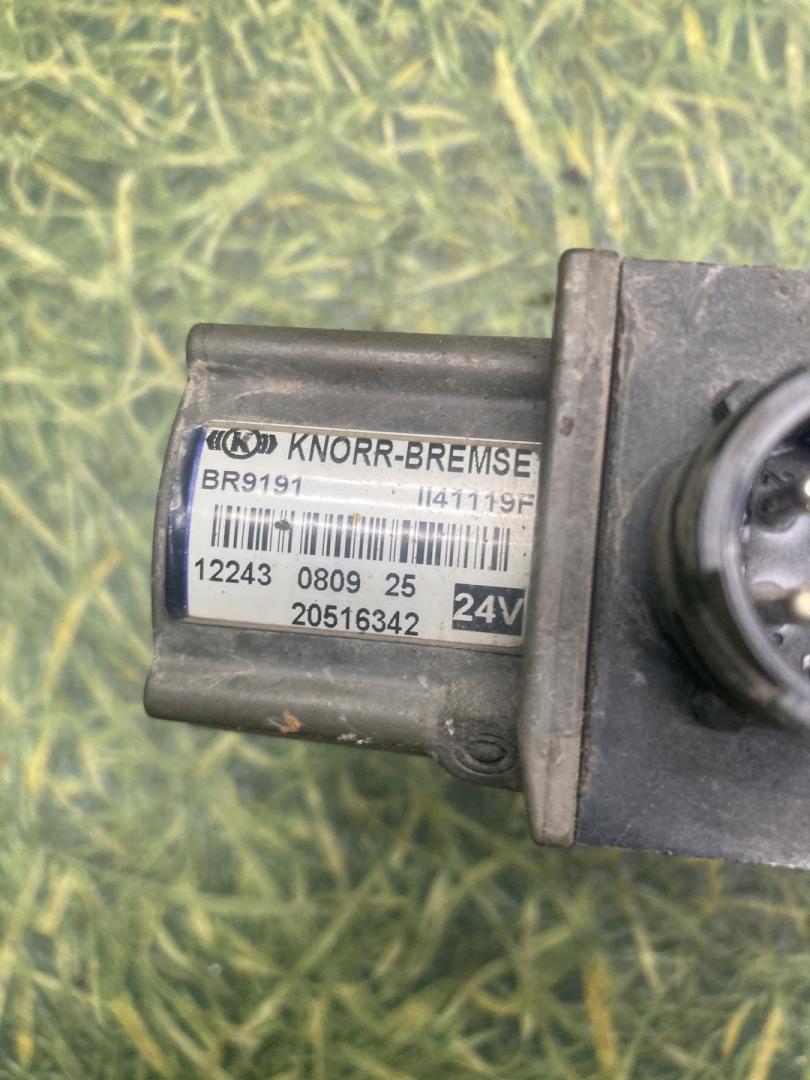 ((K)) KNORR-BREMSE
BR9191 II41119F
12243 0809 25
20516342 24V